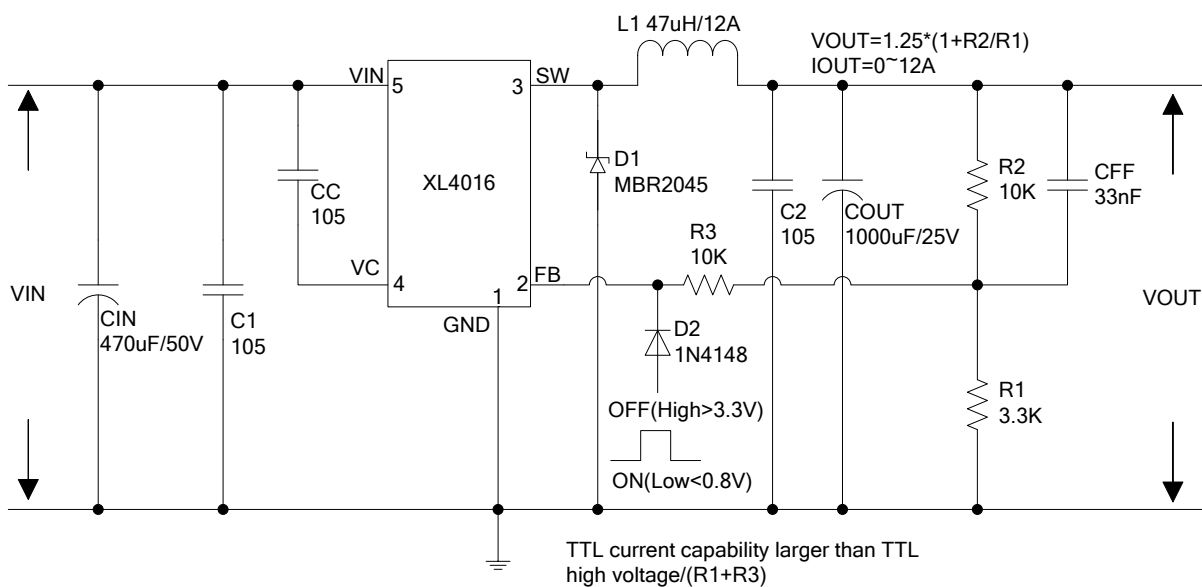 L1 47uH/12A
VOUT=1.25*(1+R2/R1)
IOUT=0~12A
VIN
5
3
SW
XL4016
CC
105
D1
MBR2045
C2
105
COUT
1000uF/25V
R2
10K
CFF
33nF
R3
10K
VC
4
2
FB
1
GND
VIN
CIN
470uF/50V
C1
105
D2
1N4148
VOUT
R1
3.3K
OFF(High>3.3V)
ON(Low<0.8V)
TTL current capability larger than TTL
high voltage/(R1+R3)